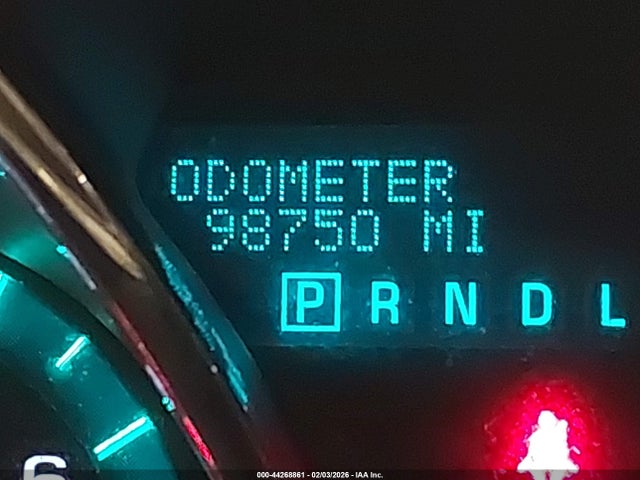 ODOMETER
98750 MI
P R N D L
6
000-44268861 - 02/03/2026 - IAA Inc.